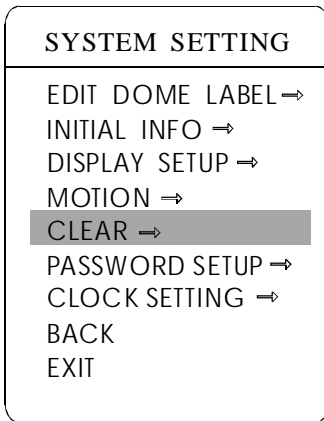 SYSTEM SETTING
EDIT DOME LABEL⇒
INITIAL INFO ⇒
DISPLAY SETUP ⇒
MOTION ⇒
CLEAR ⇒
PASSWORD SETUP ⇒
CLOCK SETTING ⇒
BACK
EXIT